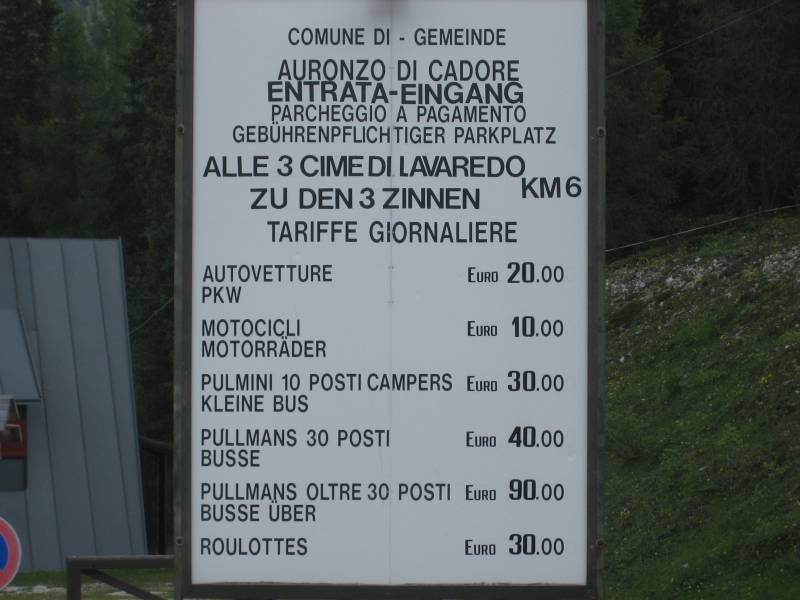 COMUNE DI - GEMEINDE
AURONZO DI CADORE
ENTRATA-EINGANG
PARCHEGGIO A PAGAMENTO
GEBÜHRENPFLICHTIGER PARKPLATZ
ALLE 3 CIME DI LAVAREDO
ZU DEN 3 ZINNEN KM 6
TARIFFE GIORNALIERE
AUTOVETTURE EURO 20.00
PKW
MOTOCICLI EURO 10.00
MOTORRÄDER
PULMINI 10 POSTI CAMPERS EURO 30.00
KLEINE BUS
PULLMANS 30 POSTI EURO 40.00
BUSSE
PULLMANS OLTRE 30 POSTI EURO 90.00
BUSSE ÜBER
ROULOTTES EURO 30.00